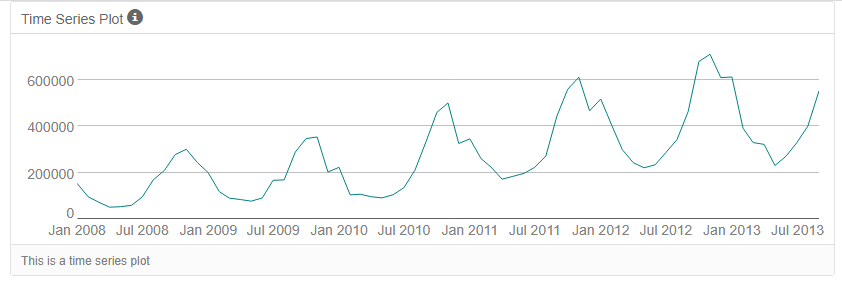 Time Series Plot
600000
400000
200000
0
Jan 2008 Jul 2008 Jan 2009 Jul 2009 Jan 2010 Jul 2010 Jan 2011 Jul 2011 Jan 2012 Jul 2012 Jan 2013 Jul 2013
This is a time series plot